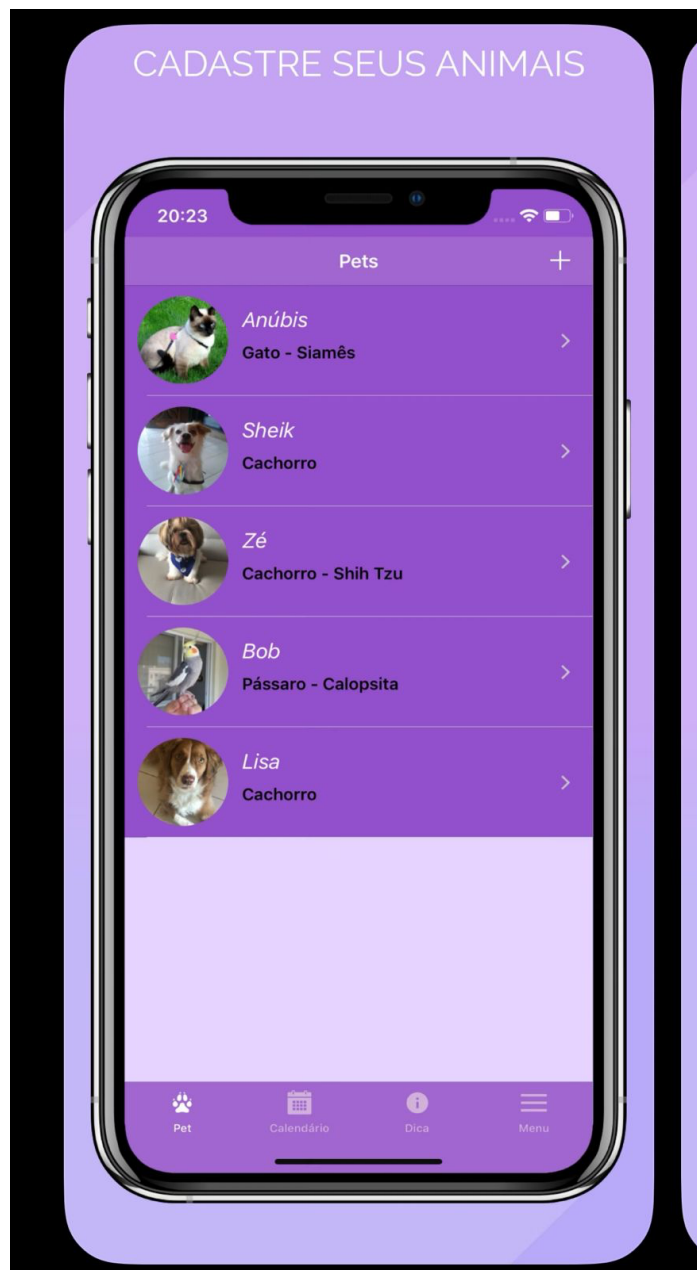 CADASTRE SEUS ANIMAIS
20:23
Pets
Anúbis
Gato - Siamês
Sheik
Cachorro
Zé
Cachorro - Shih Tzu
Bob
Pássaro - Calopsita
Lisa
Cachorro
Pet Calendário Dica Menu